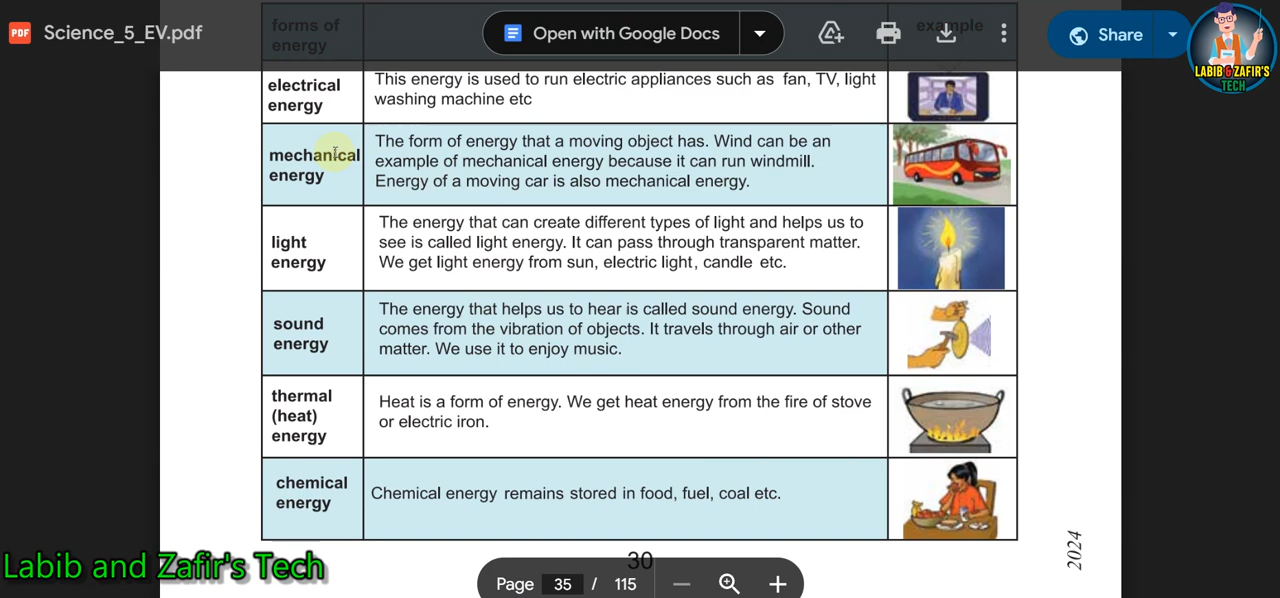 Science_5_EV.pdf
Open with Google Docs
Share
LABIB & ZAFIR'S
TECH
forms of
energy
example
electrical
energy
This energy is used to run electric appliances such as fan, TV, light
washing machine etc
mechanical
energy
The form of energy that a moving object has. Wind can be an
example of mechanical energy because it can run windmill.
Energy of a moving car is also mechanical energy.
light
energy
The energy that can create different types of light and helps us to
see is called light energy. It can pass through transparent matter.
We get light energy from sun, electric light, candle etc.
sound
energy
The energy that helps us to hear is called sound energy. Sound
comes from the vibration of objects. It travels through air or other
matter. We use it to enjoy music.
thermal
(heat)
energy
Heat is a form of energy. We get heat energy from the fire of stove
or electric iron.
chemical
energy
Chemical energy remains stored in food, fuel, coal etc.
30
2024
Labib and Zafir's Tech
Page 35 / 115
PDF